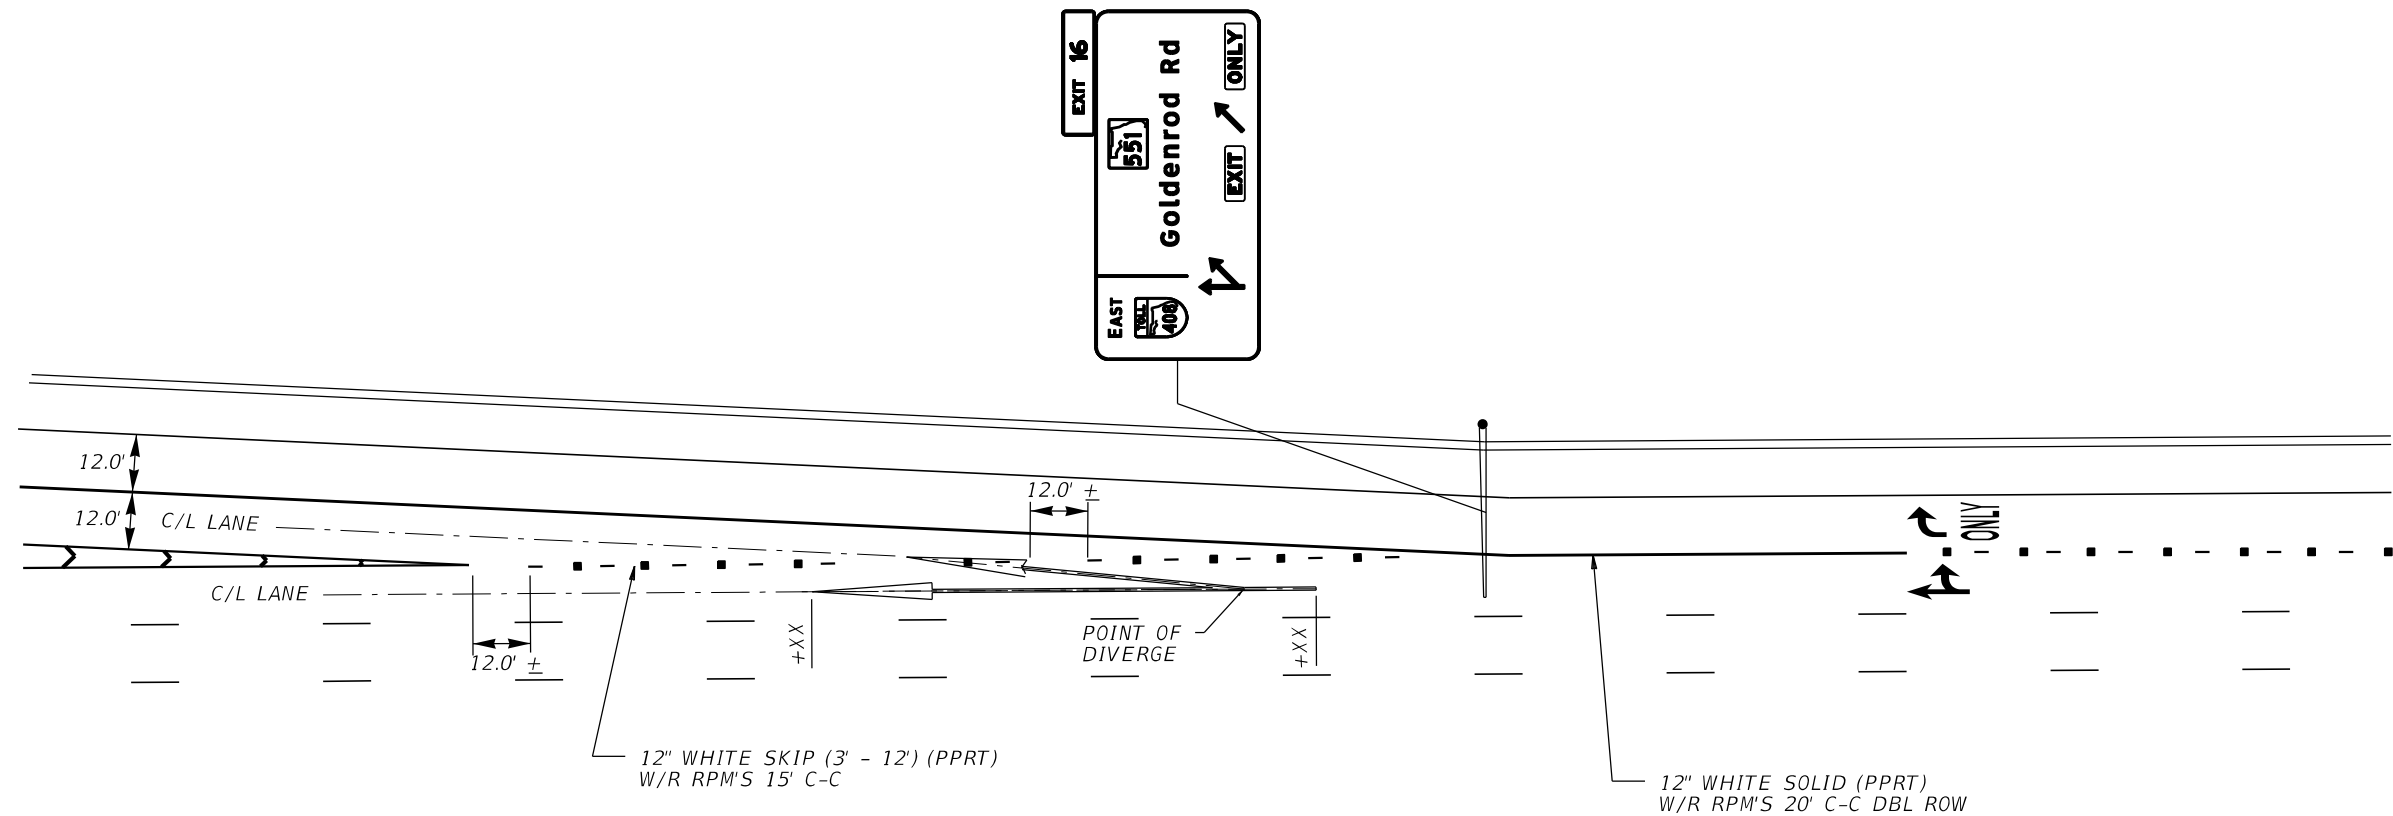 EXIT 16
551
Goldenrod Rd
EXIT ONLY
EAST
TOLL
408
12.0'
12.0'
C/L LANE
C/L LANE
12.0' ±
12.0' ±
+XX
POINT OF
DIVERGE
+XX
ONLY
12" WHITE SKIP (3' - 12') (PPRT)
W/R RPM'S 15' C-C
12" WHITE SOLID (PPRT)
W/R RPM'S 20' C-C DBL ROW